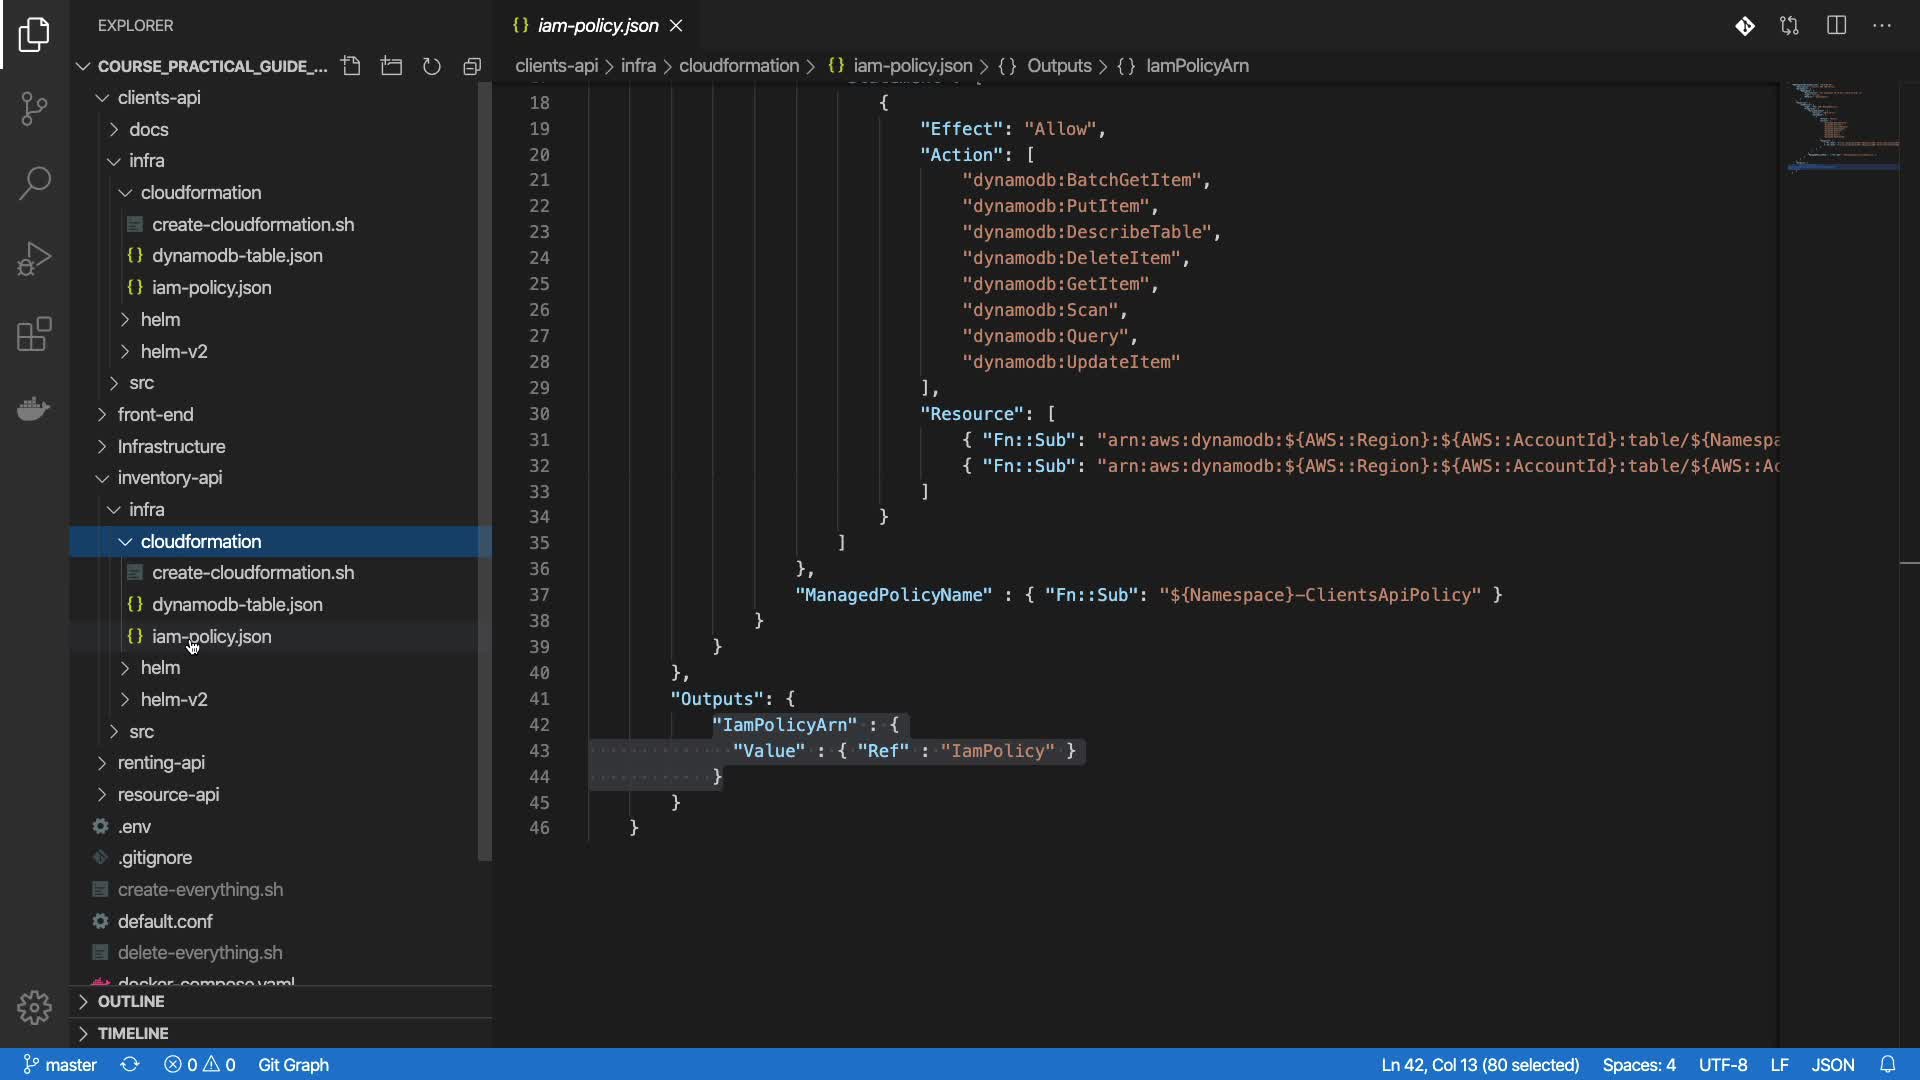 EXPLORER
COURSE_PRACTICAL_GUIDE_...
clients-api
docs
infra
cloudformation
create-cloudformation.sh
dynamodb-table.json
iam-policy.json
helm
helm-v2
src
front-end
Infrastructure
inventory-api
infra
cloudformation
create-cloudformation.sh
dynamodb-table.json
iam-policy.json
helm
helm-v2
src
renting-api
resource-api
.env
.gitignore
create-everything.sh
default.conf
delete-everything.sh
docker-compose.yaml
OUTLINE
TIMELINE
{} iam-policy.json
clients-api > infra > cloudformation > {} iam-policy.json > {} Outputs > {} IamPolicyArn
18 {
19 "Effect": "Allow",
20 "Action": [
21 "dynamodb:BatchGetItem",
22 "dynamodb:PutItem",
23 "dynamodb:DescribeTable",
24 "dynamodb:DeleteItem",
25 "dynamodb:GetItem",
26 "dynamodb:Scan",
27 "dynamodb:Query",
28 "dynamodb:UpdateItem"
29 ],
30 "Resource": [
31 { "Fn::Sub": "arn:aws:dynamodb:${AWS::Region}:${AWS::AccountId}:table/${Namespa
32 { "Fn::Sub": "arn:aws:dynamodb:${AWS::Region}:${AWS::AccountId}:table/${AWS::Ac
33 ]
34 }
35 ]
36 },
37 "ManagedPolicyName" : { "Fn::Sub": "${Namespace}-ClientsApiPolicy" }
38 }
39 }
40 },
41 "Outputs": {
42 "IamPolicyArn" : {
43 "Value" : { "Ref" : "IamPolicy" }
44 }
45 }
46 }
master 0 0 Git Graph Ln 42, Col 13 (80 selected) Spaces: 4 UTF-8 LF JSON